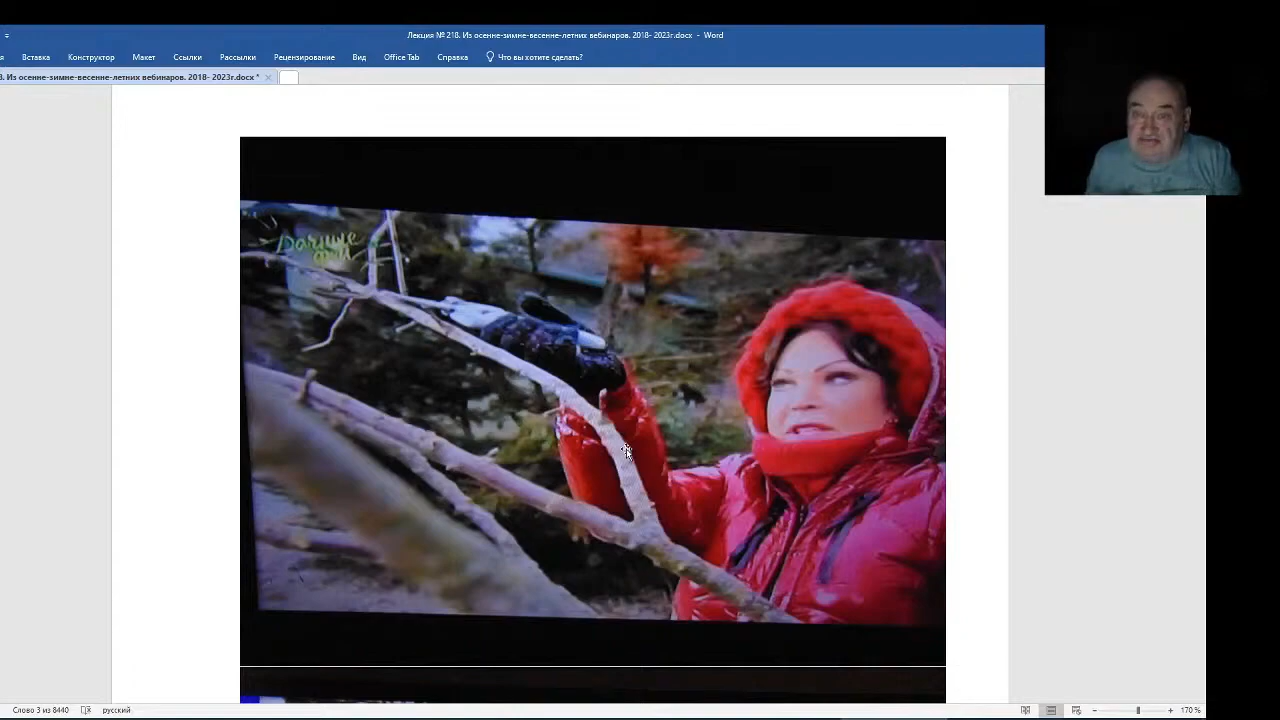 Лекция № 218. Из осенне-зимне-весенне-летних вебинаров. 2018- 2023г.docx - Word
Вставка Конструктор Макет Ссылки Рассылки Рецензирование Вид Office Tab Справка Что вы хотите сделать?
8. Из осенне-зимне-весенне-летних вебинаров. 2018- 2023г.docx *
Дачные
феи
Слово 3 из 8440 русский 170 %